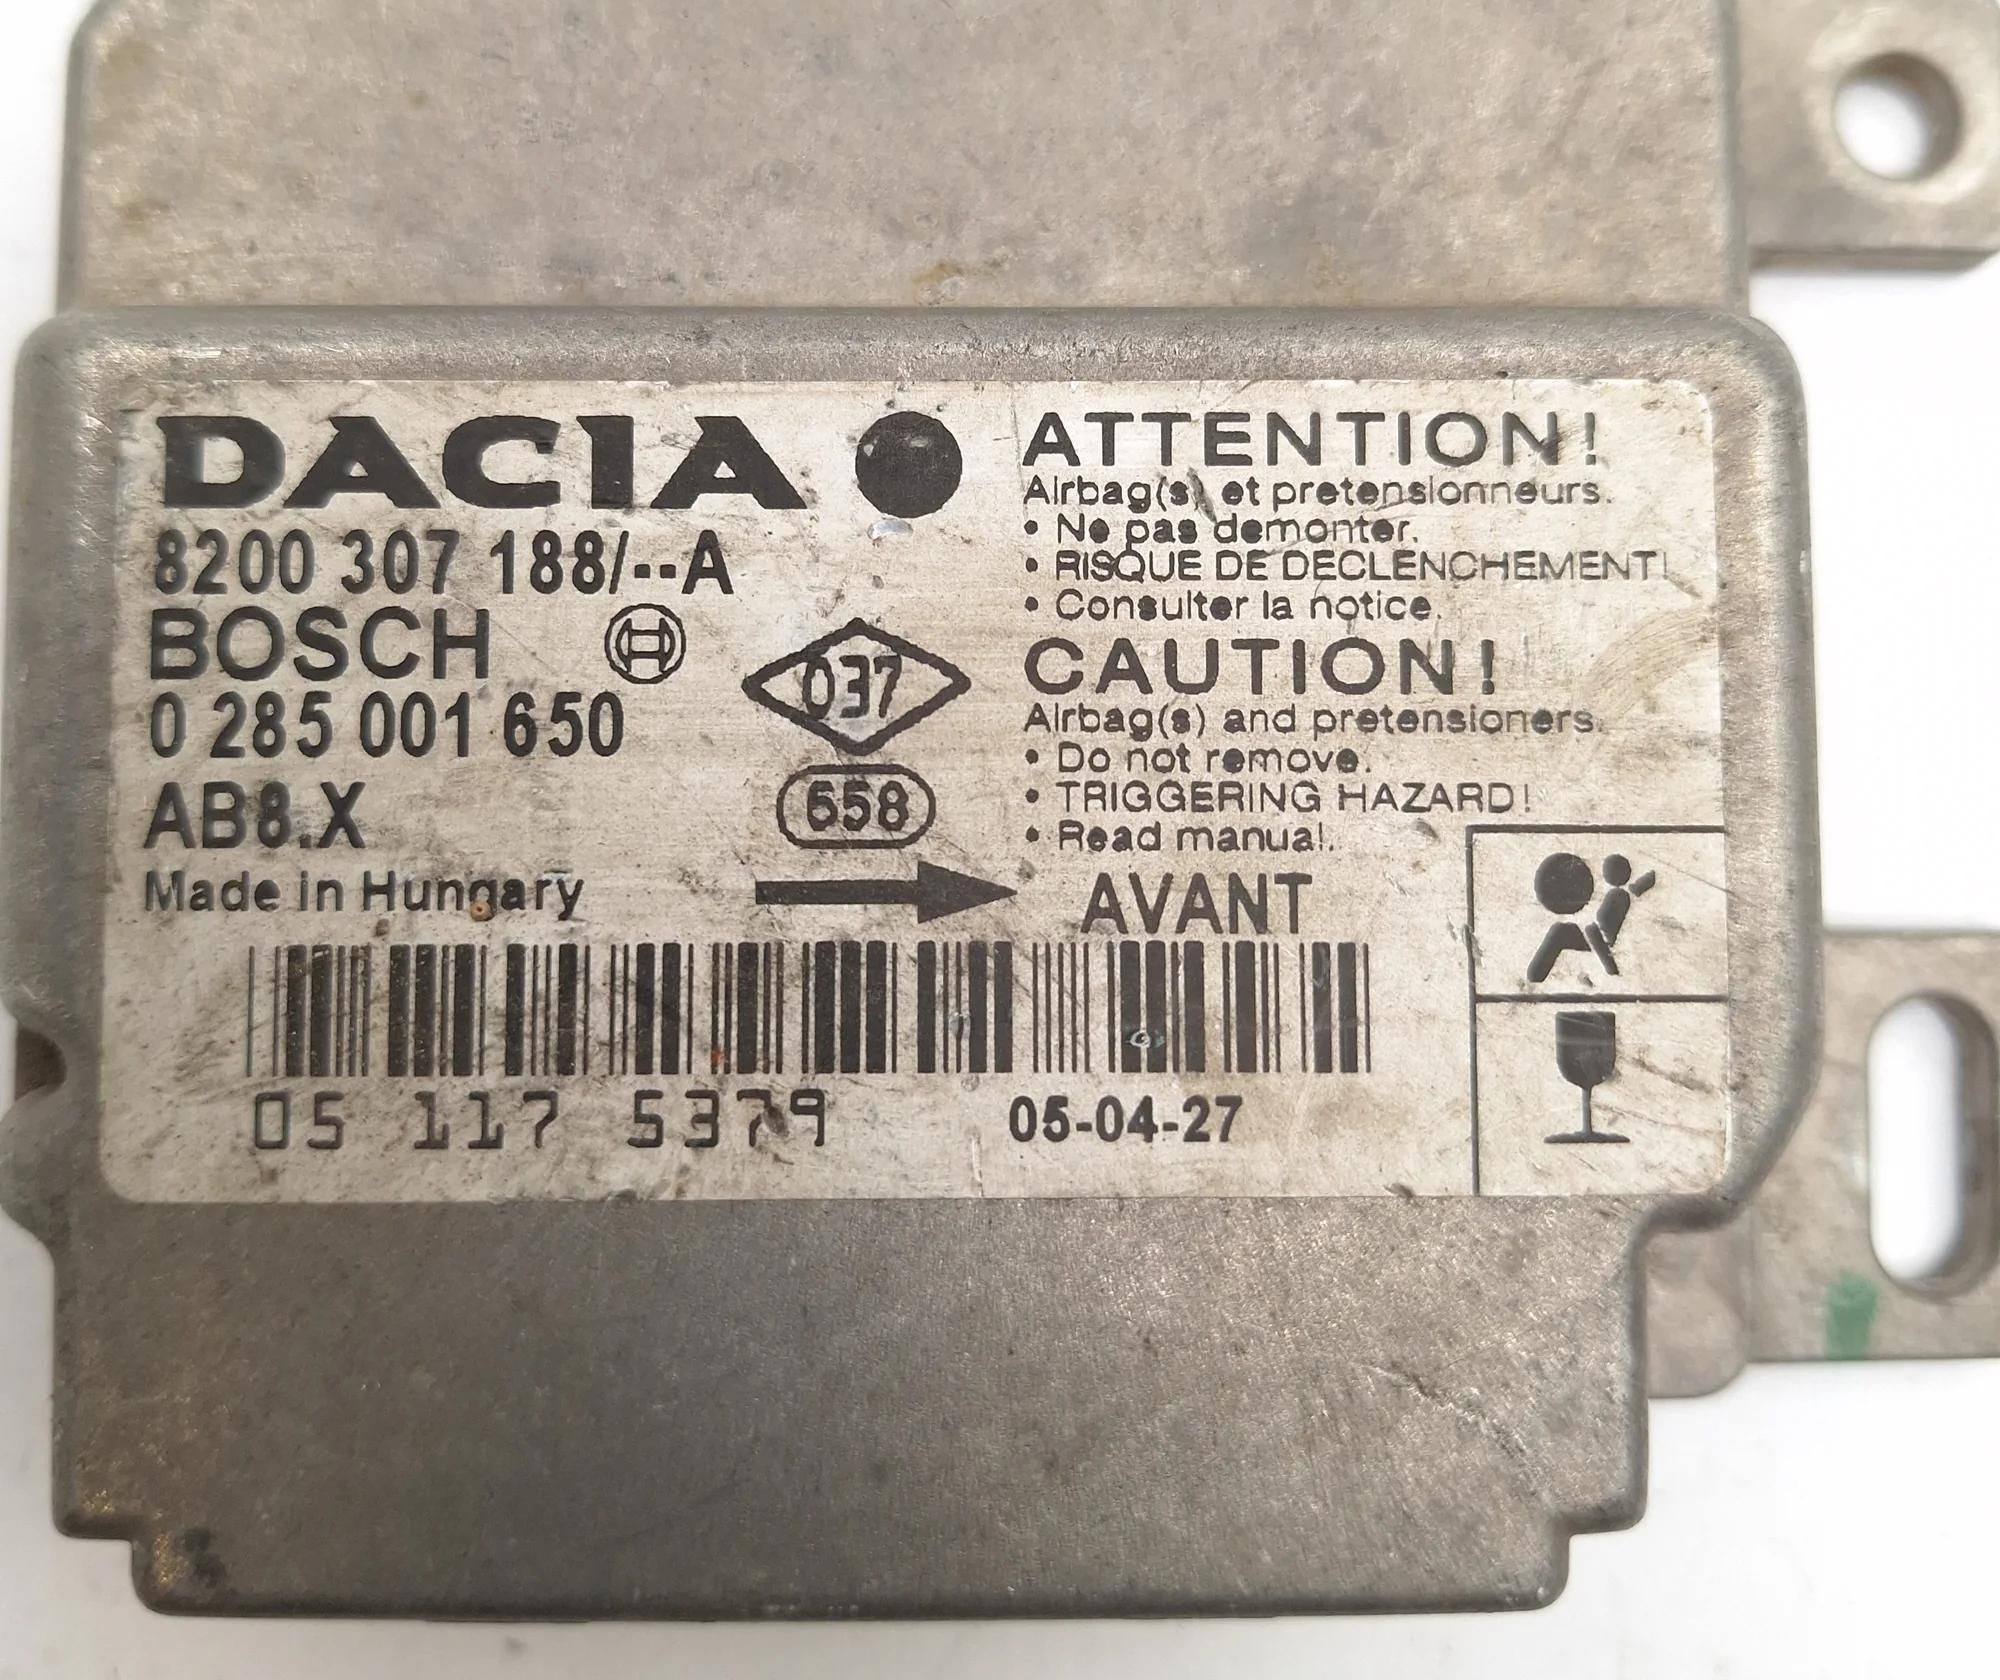 DACIA
8200 307 188/--A
BOSCH
0 285 001 650
AB8.X
Made in Hungary
037
658
ATTENTION!
Airbag(s) et pretensionneurs.
• Ne pas demonter.
• RISQUE DE DECLENCHEMENT!
• Consulter la notice.
CAUTION!
Airbag(s) and pretensioners.
• Do not remove.
• TRIGGERING HAZARD!
• Read manual.
AVANT
05 117 5379
05-04-27